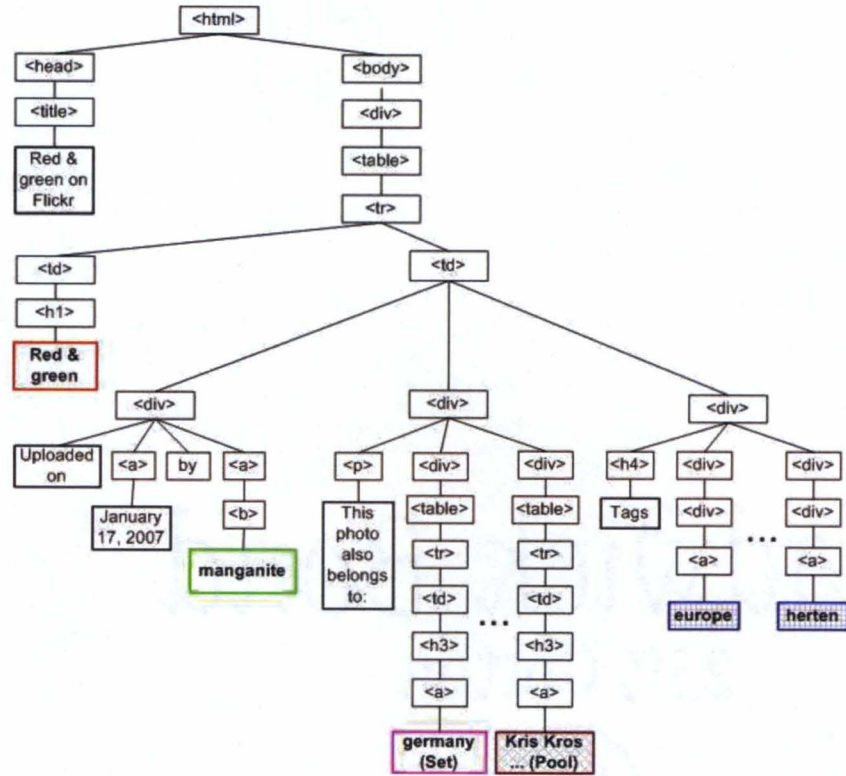 <html>
<head> <body>
<title> <div>
Red &
green on
Flickr
<table>
<tr>
<td> <td>
<h1>
Red &
green
<div> <div> <div>
Uploaded
on
<a> by <a> <p> <div> <div> <h4> <div> <div>
January
17, 2007
<b>
manganite
This
photo
also
belongs
to:
<table> <table>
Tags
<div> <div>
<tr> <tr>
...
<a> <a>
<td> <td>
europe herten
...
<h3> <h3>
<a> <a>
germany
(Set)
Kris Kros
... (Pool)